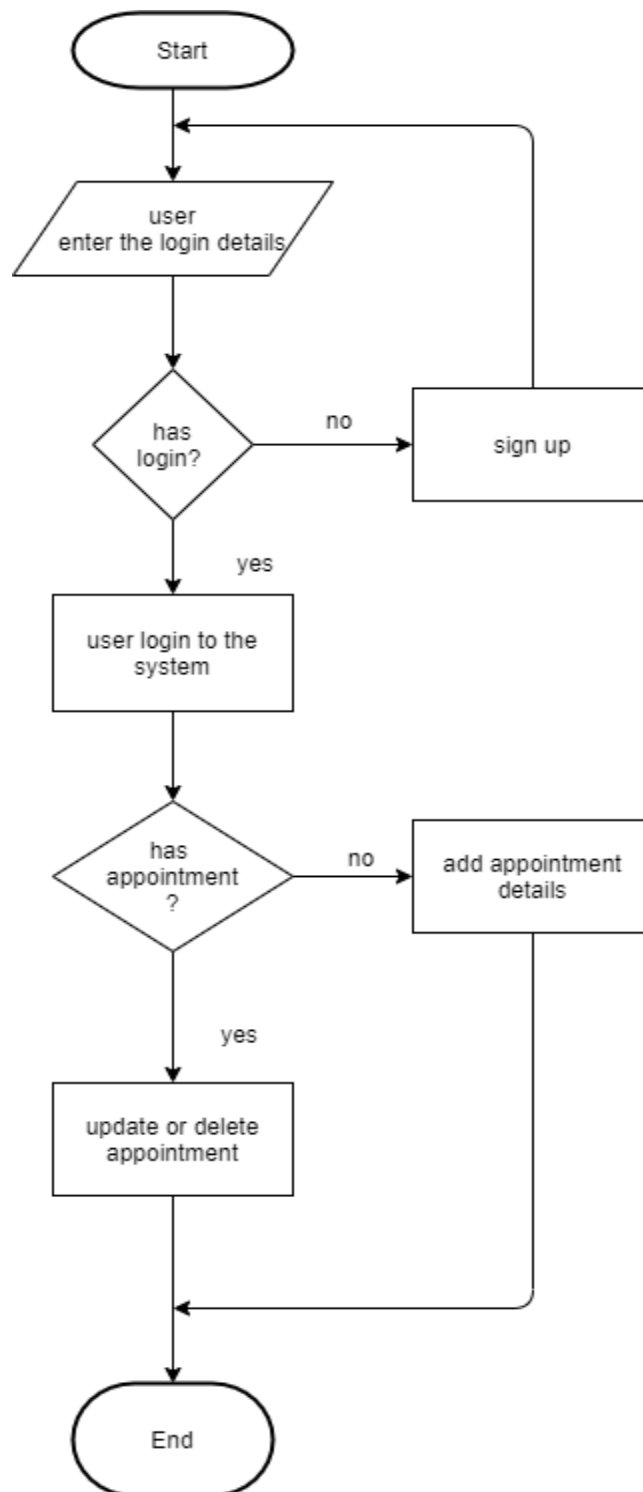 Start
user
enter the login details
has
login?
no
sign up
yes
user login to the
system
has
appointment
?
no
add appointment
details
yes
update or delete
appointment
End